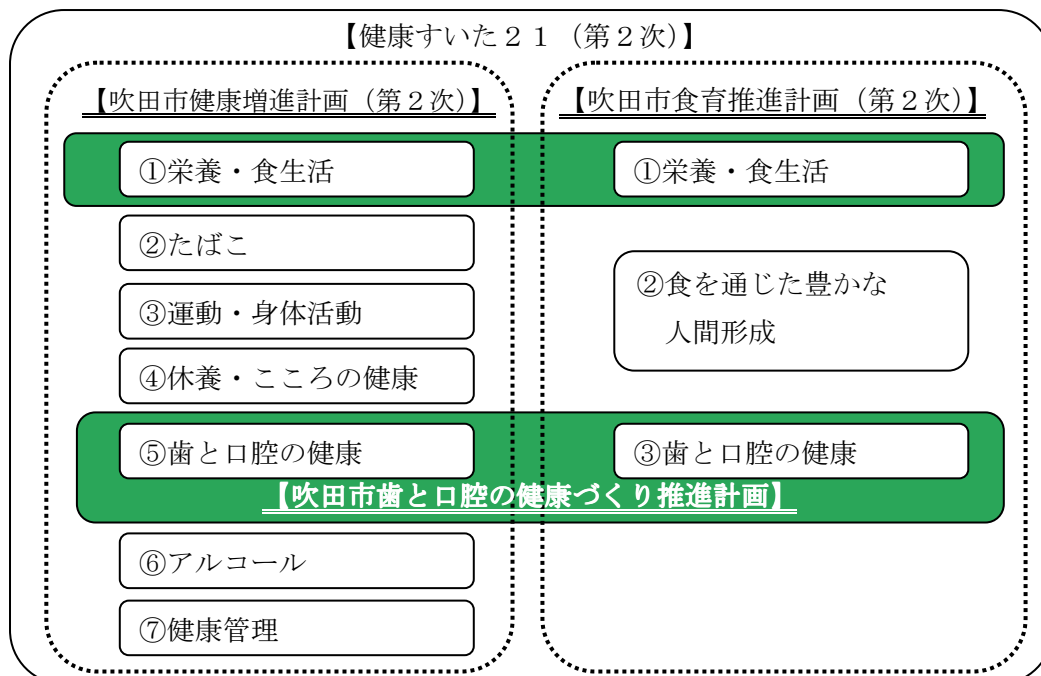 【健康すいた２１（第２次）】
【吹田市健康増進計画（第２次）】
①栄養・食生活
②たばこ
③運動・身体活動
④休養・こころの健康
⑤歯と口腔の健康
⑥アルコール
⑦健康管理
【吹田市食育推進計画（第２次）】
①栄養・食生活
②食を通じた豊かな
人間形成
③歯と口腔の健康
【吹田市歯と口腔の健康づくり推進計画】